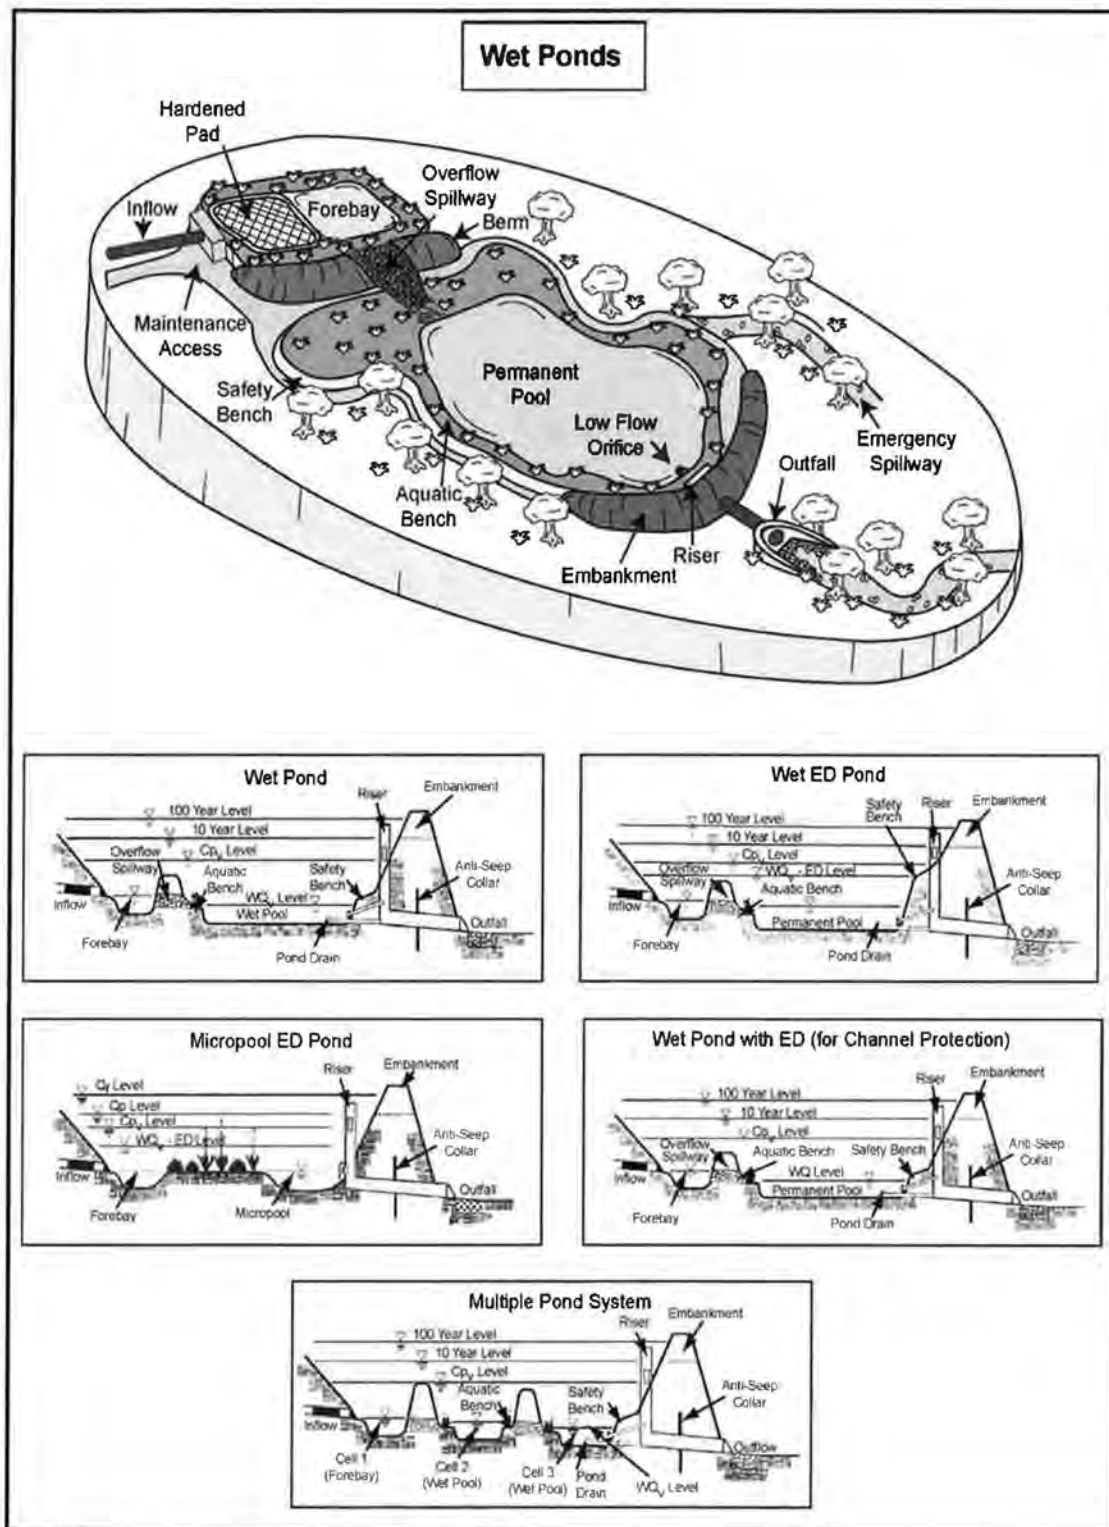 Wet Ponds
Hardened
Pad
Overflow
Spillway
Inflow
Forebay
Berm
Maintenance
Access
Safety
Bench
Permanent
Pool
Low Flow
Orifice
Emergency
Spillway
Outfall
Aquatic
Bench
Riser
Embankment
Wet Pond
Riser
Embankment
100 Year Level
10 Year Level
Cpv Level
Overflow
Spillway
Aquatic
Bench
Safety
Bench
Anti-Seep
Collar
WQv Level
Wet Pool
Inflow
Outfall
Forebay
Pond Drain
Wet ED Pond
Safety
Bench
Riser
Embankment
100 Year Level
10 Year Level
Cpv Level
Overflow
Spillway
WQv - ED Level
Aquatic Bench
Anti-Seep
Collar
Inflow
Permanent Pool
Outfall
Forebay
Pond Drain
Micropool ED Pond
Riser
Embankment
Qf Level
Qp Level
Cpv Level
WQv - ED Level
Anti-Seep
Collar
Inflow
Outfall
Forebay
Micropool
Wet Pond with ED (for Channel Protection)
Riser
Embankment
100 Year Level
10 Year Level
Cpv Level
Overflow
Spillway
Aquatic Bench
Safety Bench
Anti-Seep
Collar
Inflow
WQ Level
Permanent Pool
Outfall
Forebay
Pond Drain
Multiple Pond System
Riser
Embankment
100 Year Level
10 Year Level
Cpv Level
Aquatic
Bench
Safety
Bench
Anti-Seep
Collar
Inflow
Outflow
Cell 1
(Forebay)
Cell 2
(Wet Pool)
Cell 3
(Wet Pool)
Pond
Drain
WQv Level